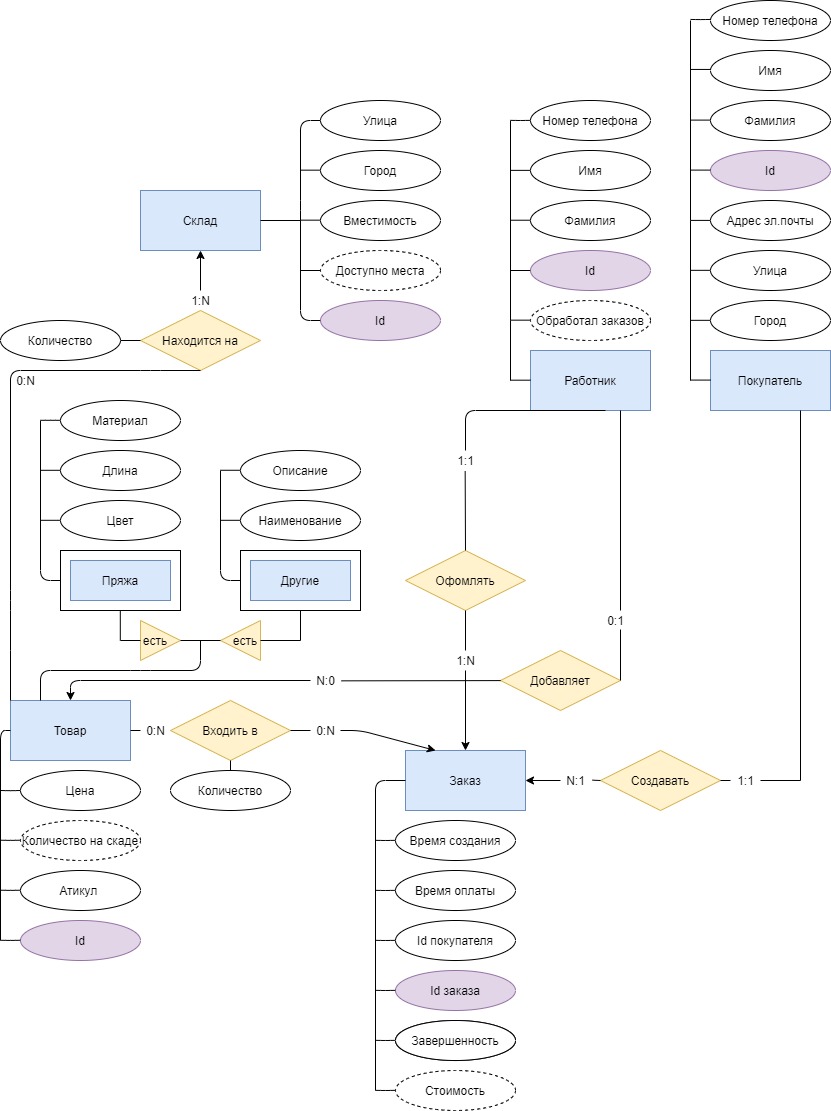 Номер телефона
Имя
Фамилия
Id
Адрес эл.почты
Улица
Город
Покупатель
Номер телефона
Имя
Фамилия
Id
Обработал заказов
Работник
Улица
Город
Вместимость
Доступно места
Id
Склад
1:N
Количество
Находится на
0:N
Материал
Длина
Цвет
Пряжа
Описание
Наименование
Другие
есть
есть
1:1
Офомлять
1:N
0:1
Добавляет
N:0
Товар
0:N
Входить в
0:N
Количество
Цена
Количество на скаде
Атикул
Id
Заказ
N:1
Создавать
1:1
Время создания
Время оплаты
Id покупателя
Id заказа
Завершенность
Стоимость